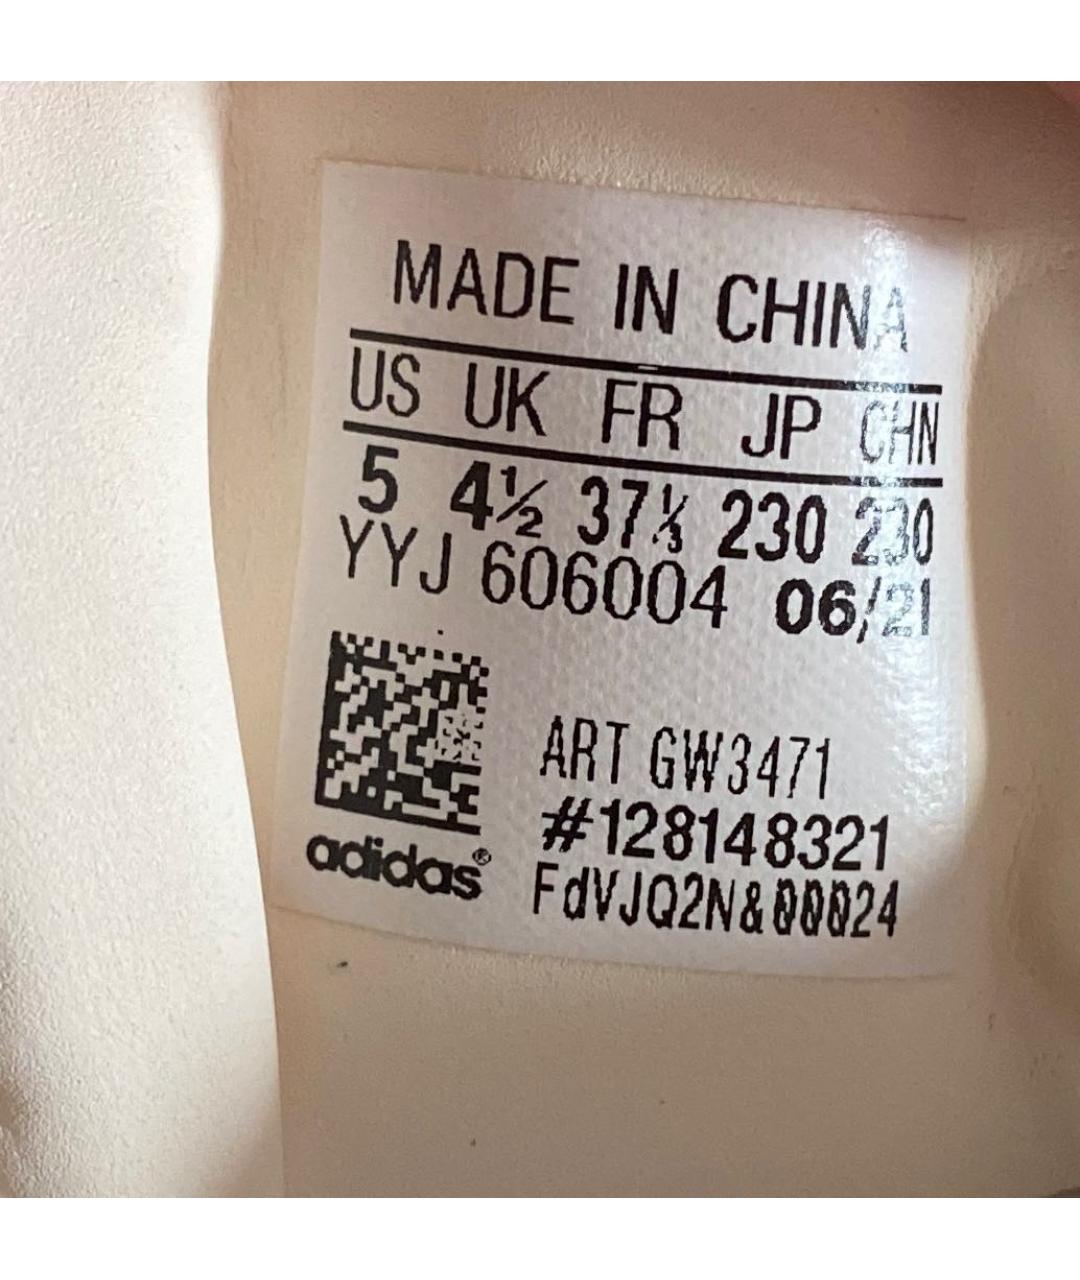 MADE IN CHINA
US UK FR JP CHN
5 4½ 37⅓ 230 230
YYJ 606004 06/21
ART GW3471
#128148321
adidas®
FdVJQ2N&00024